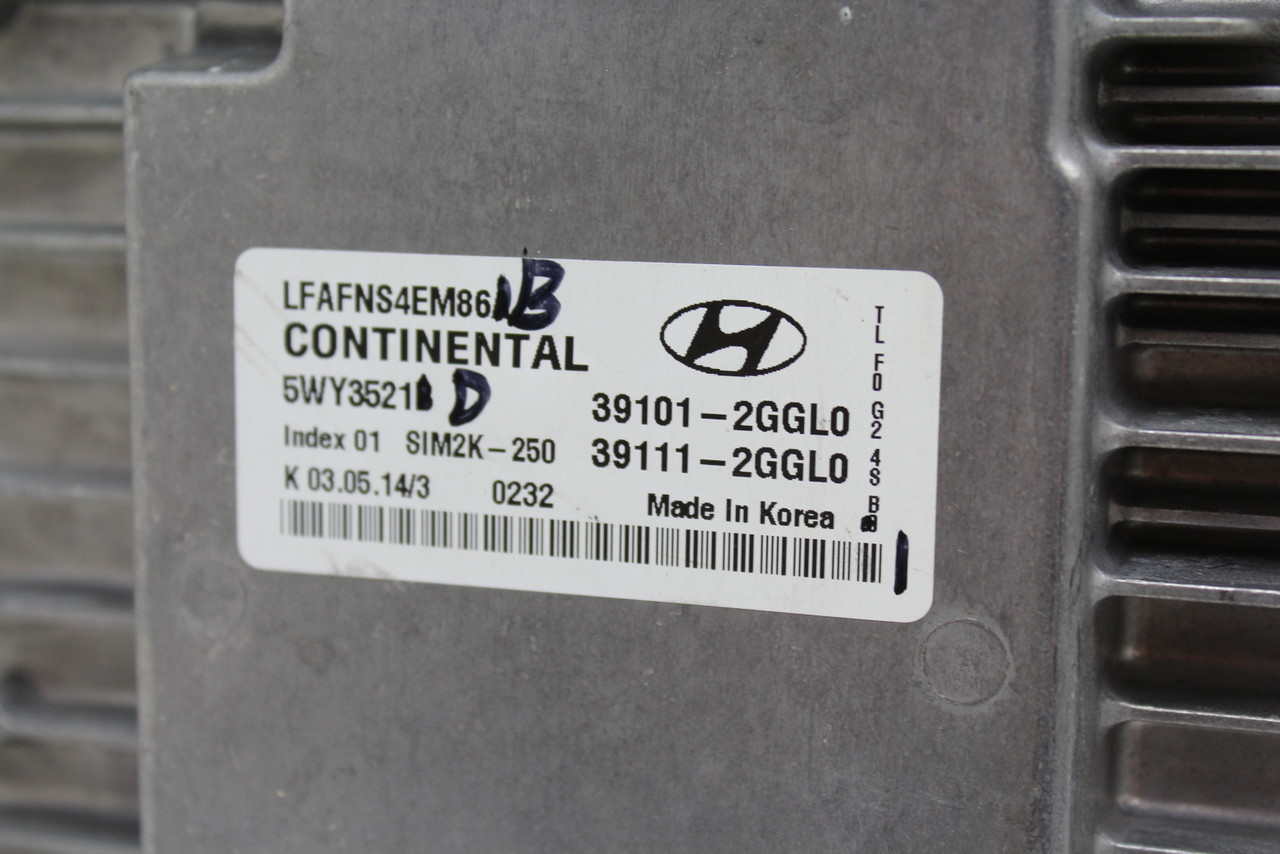 LFAFNS4EM86 B
CONTINENTAL
5WY3521 D
Index 01 SIM2K-250
K 03.05.14/3 0232
39101-2GGL0
39111-2GGL0
Made In Korea
TL F0 G2 4S B